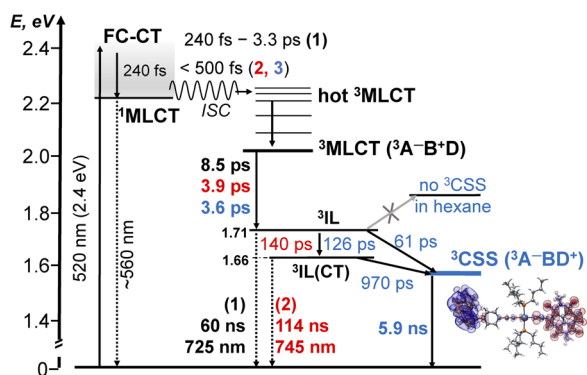 E, eV
2.4
2.2
2.0
1.8
1.6
1.4
0
520 nm (2.4 eV)
FC-CT
240 fs
240 fs − 3.3 ps (1)
< 500 fs (2, 3)
ISC
¹MLCT
hot ³MLCT
³MLCT (³A⁻B⁺D)
8.5 ps
3.9 ps
3.6 ps
no ³CSS
in hexane
³IL
1.71
140 ps
126 ps
61 ps
1.66
³IL(CT)
³CSS (³A⁻BD⁺)
970 ps
~560 nm
(1)
60 ns
725 nm
(2)
114 ns
745 nm
5.9 ns